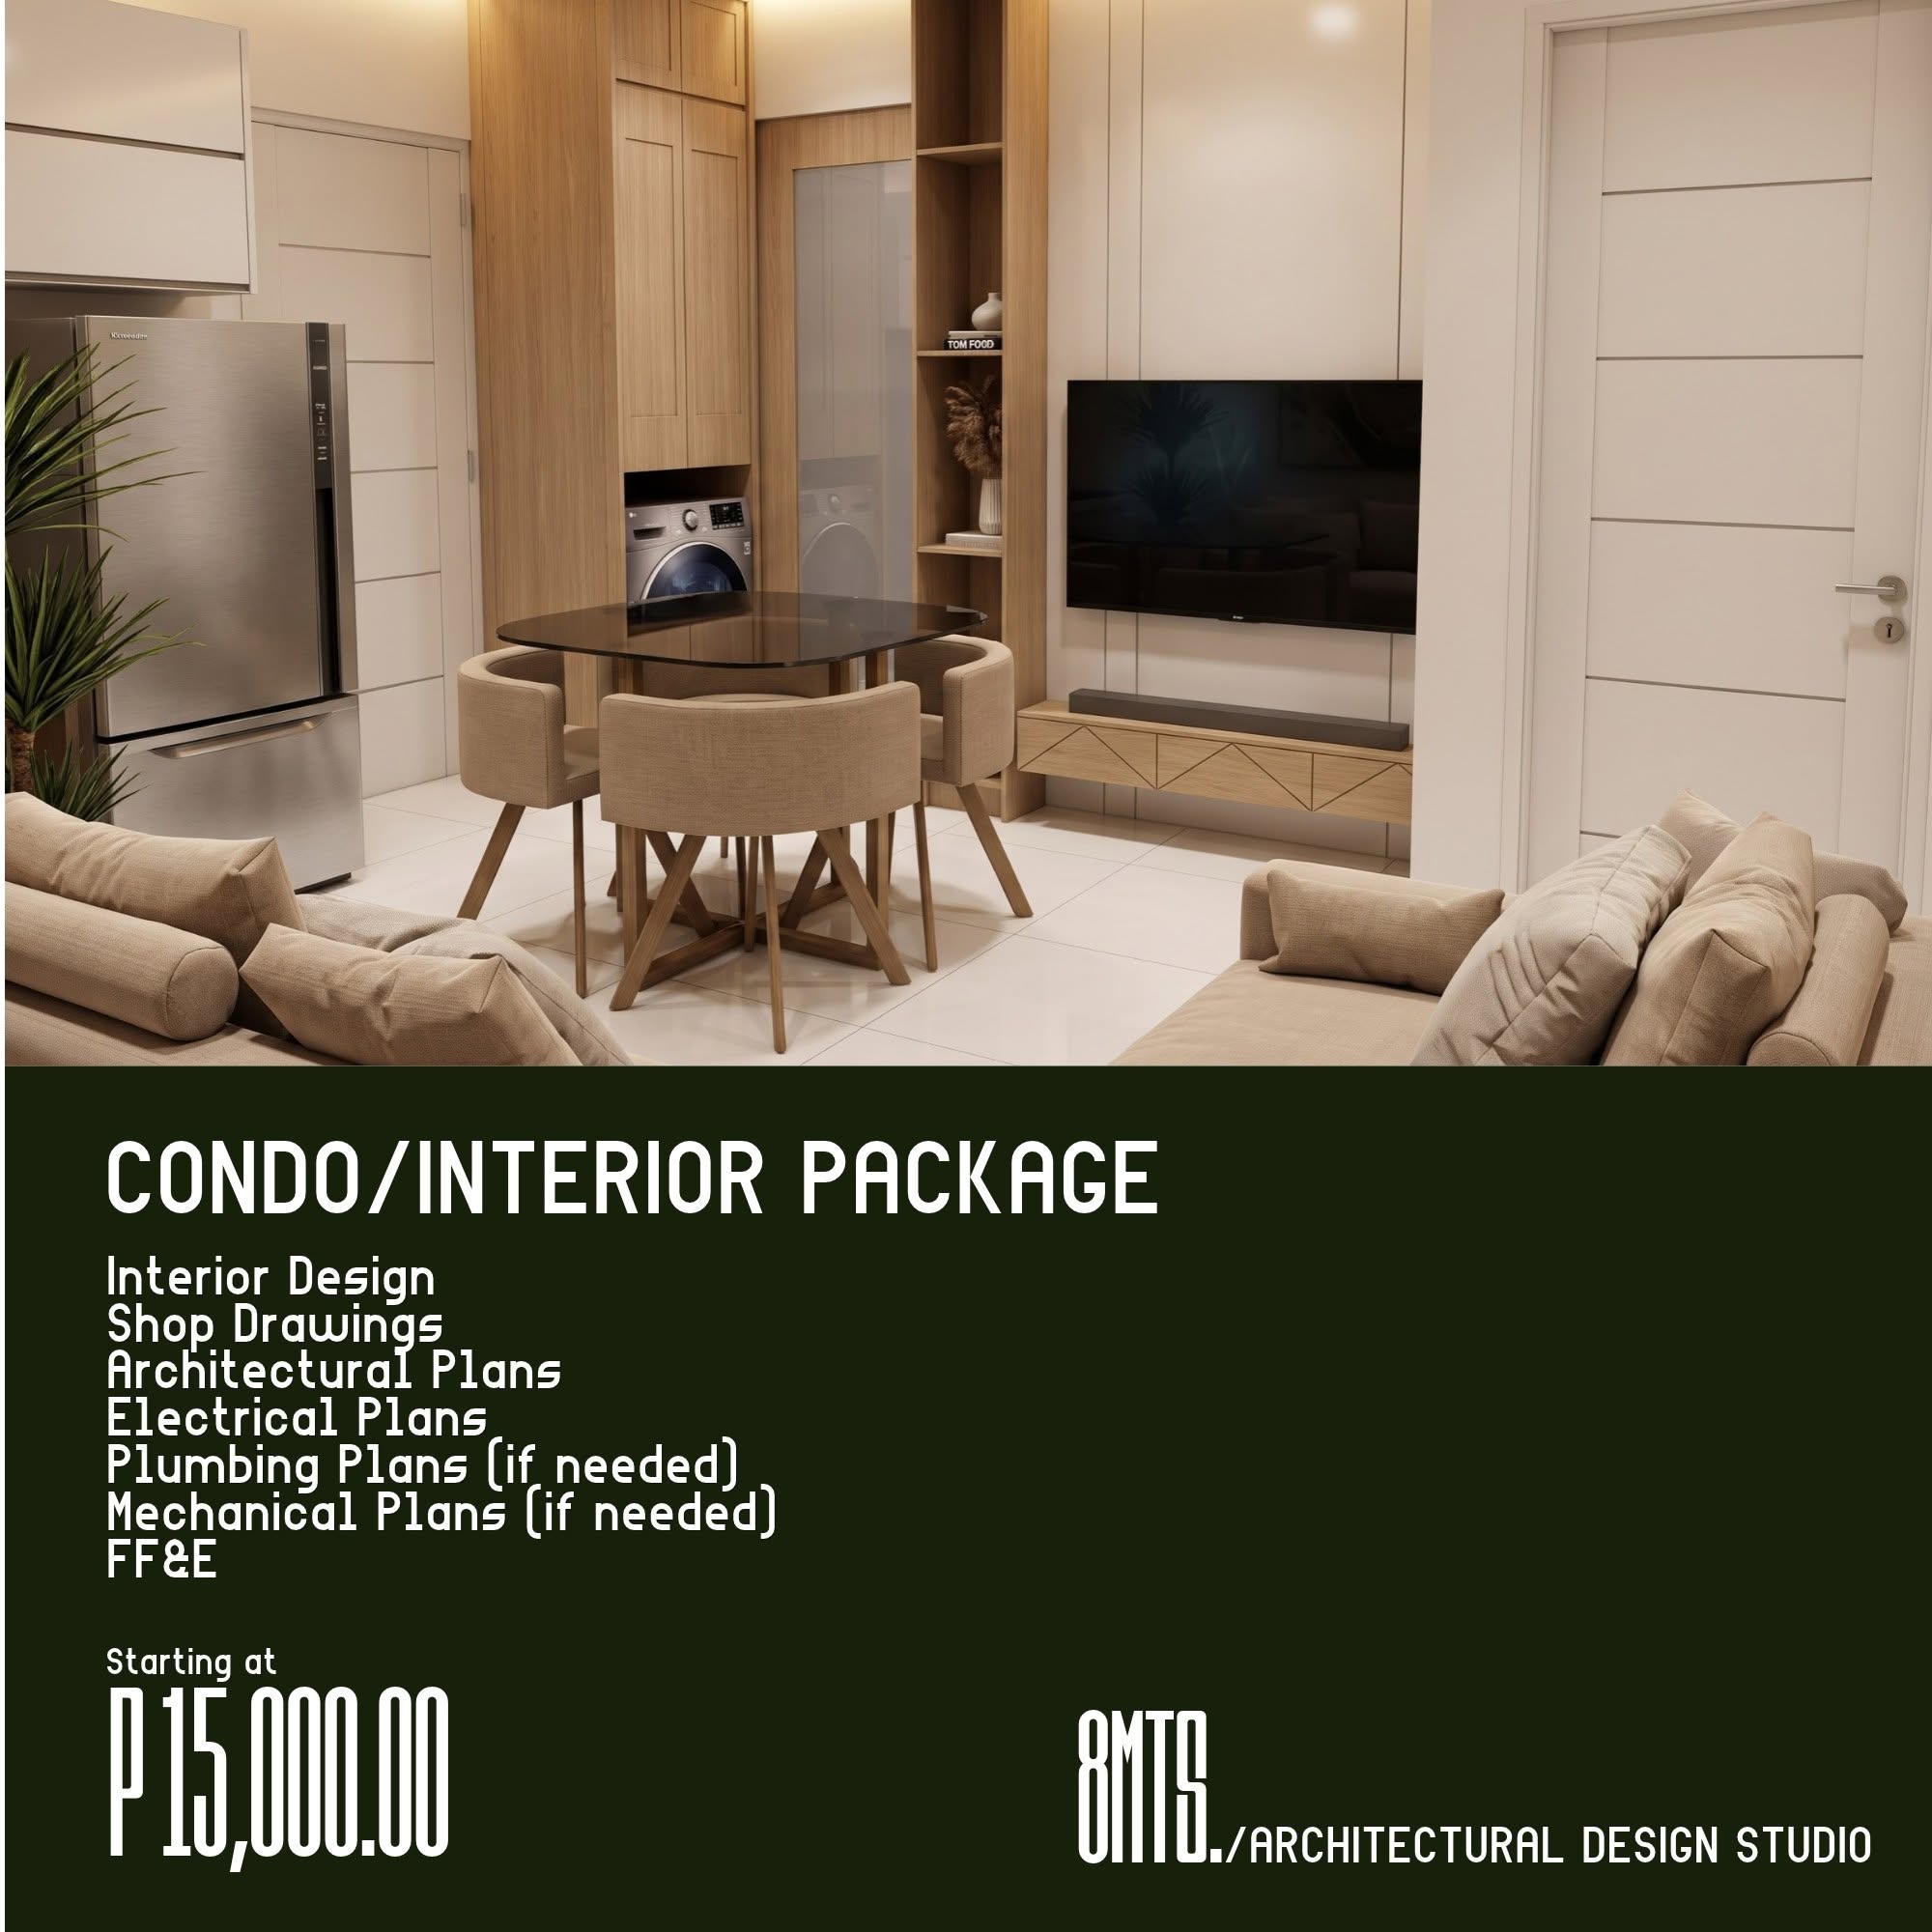 TOM FOOD
CONDO/INTERIOR PACKAGE
Interior Design
Shop Drawings
Architectural Plans
Electrical Plans
Plumbing Plans (if needed)
Mechanical Plans (if needed)
FF&E
Starting at
P 15,000.00
8MTS./ARCHITECTURAL DESIGN STUDIO